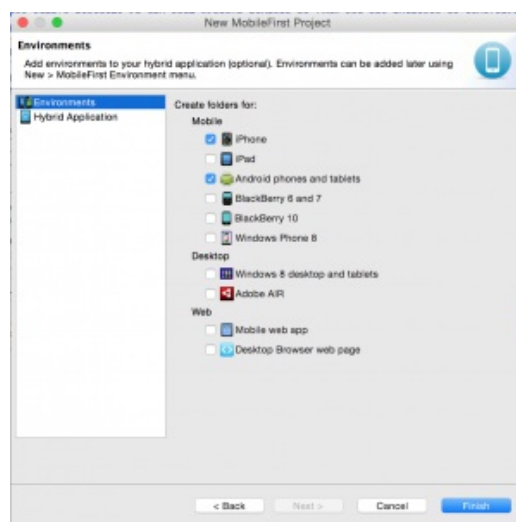 New MobileFirst Project
Environments
Add environments to your hybrid application (optional). Environments can be added later using
New > MobileFirst Environment menu.
Environments
Hybrid Application
Create folders for:
Mobile
iPhone
iPad
Android phones and tablets
BlackBerry 6 and 7
BlackBerry 10
Windows Phone 8
Desktop
Windows 8 desktop and tablets
Adobe AIR
Web
Mobile web app
Desktop Browser web page
< Back
Next >
Cancel
Finish